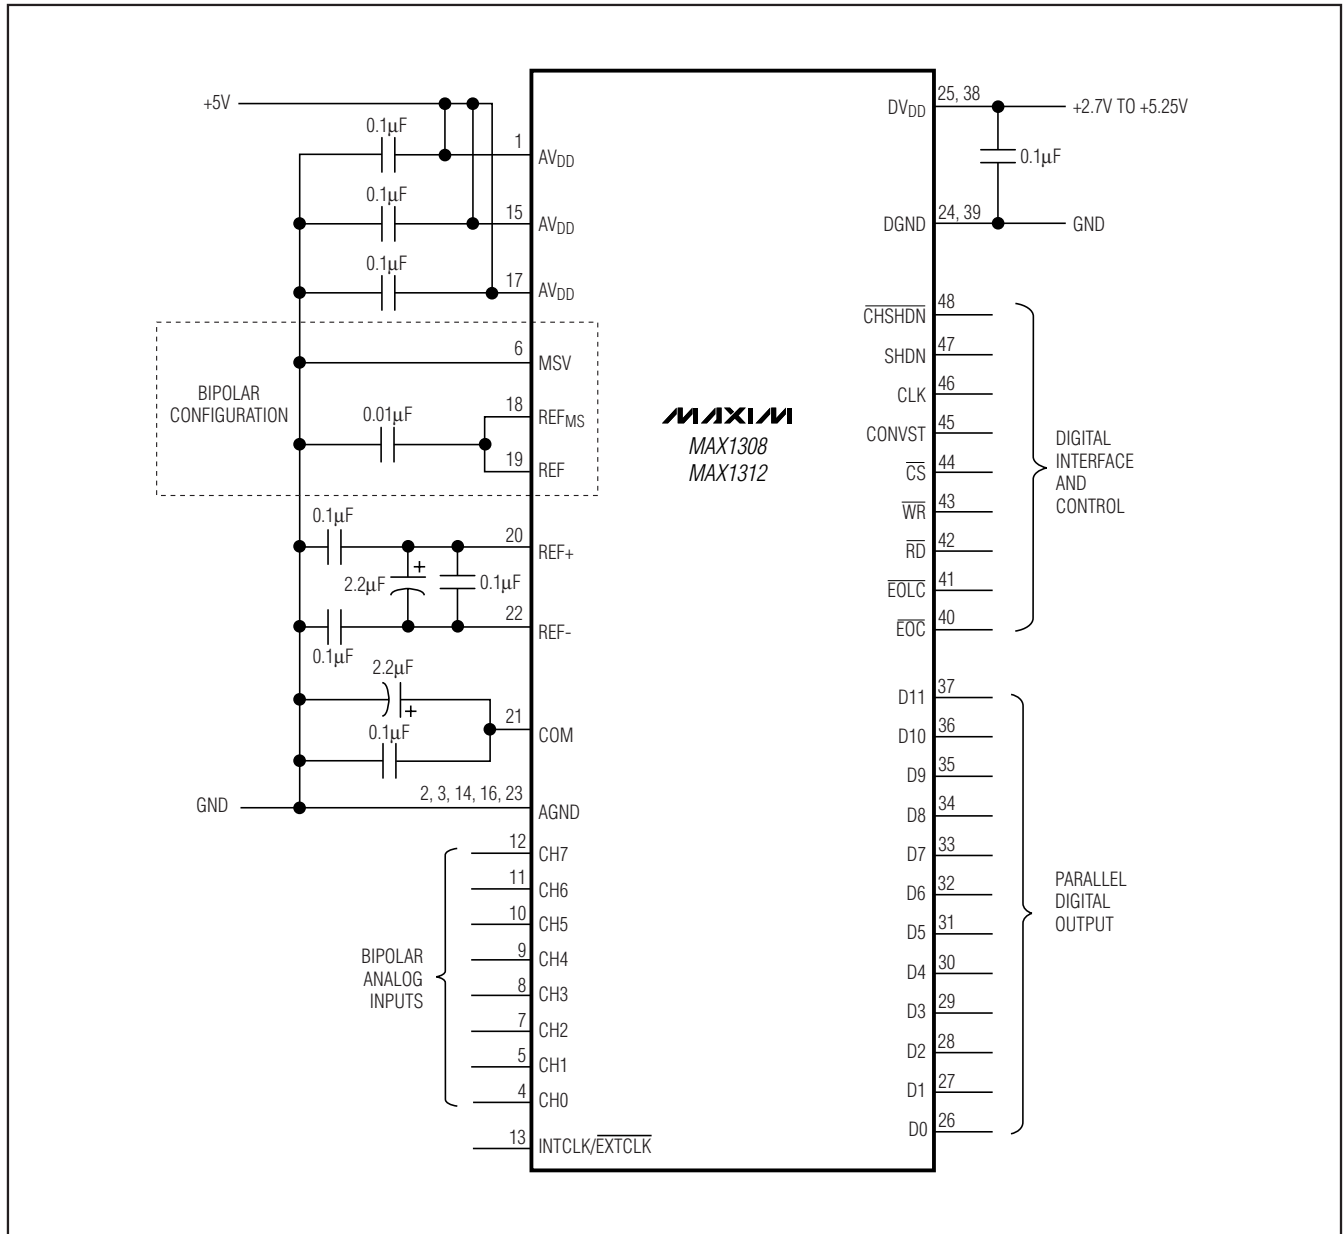 +5V
0.1µF
1
AVDD
0.1µF
15
AVDD
0.1µF
17
AVDD
BIPOLAR
CONFIGURATION
6
MSV
0.01µF
18
REFMS
19
REF
0.1µF
20
REF+
2.2µF
+
0.1µF
22
REF-
0.1µF
2.2µF
+
21
COM
0.1µF
GND
2, 3, 14, 16, 23
AGND
BIPOLAR
ANALOG
INPUTS
12
CH7
11
CH6
10
CH5
9
CH4
8
CH3
7
CH2
5
CH1
4
CH0
13
INTCLK/EXTCLK
MAXIM
MAX1308
MAX1312
DVDD
25, 38
+2.7V TO +5.25V
0.1µF
DGND
24, 39
GND
CHSHDN
48
SHDN
47
CLK
46
CONVST
45
CS
44
WR
43
RD
42
EOLC
41
EOC
40
DIGITAL
INTERFACE
AND
CONTROL
D11
37
D10
36
D9
35
D8
34
D7
33
D6
32
D5
31
D4
30
D3
29
D2
28
D1
27
D0
26
PARALLEL
DIGITAL
OUTPUT